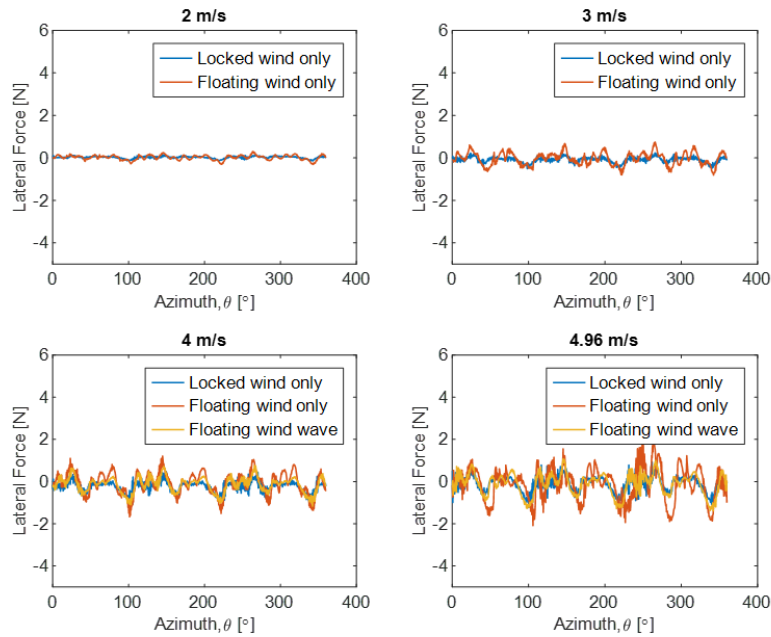 2 m/s
6
4
2
0
-2
-4
Lateral Force [N]
Locked wind only
Floating wind only
0 100 200 300 400
Azimuth, θ [°]
3 m/s
6
4
2
0
-2
-4
Lateral Force [N]
Locked wind only
Floating wind only
0 100 200 300 400
Azimuth, θ [°]
4 m/s
6
4
2
0
-2
-4
Lateral Force [N]
Locked wind only
Floating wind only
Floating wind wave
0 100 200 300 400
Azimuth, θ [°]
4.96 m/s
6
4
2
0
-2
-4
Lateral Force [N]
Locked wind only
Floating wind only
Floating wind wave
0 100 200 300 400
Azimuth, θ [°]